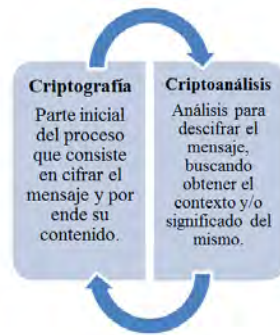 Criptografía
Parte inicial
del proceso
que consiste
en cifrar el
mensaje y por
ende su
contenido.
Criptoanálisis
Análisis para
descifrar el
mensaje,
buscando
obtener el
contexto y/o
significado del
mismo.